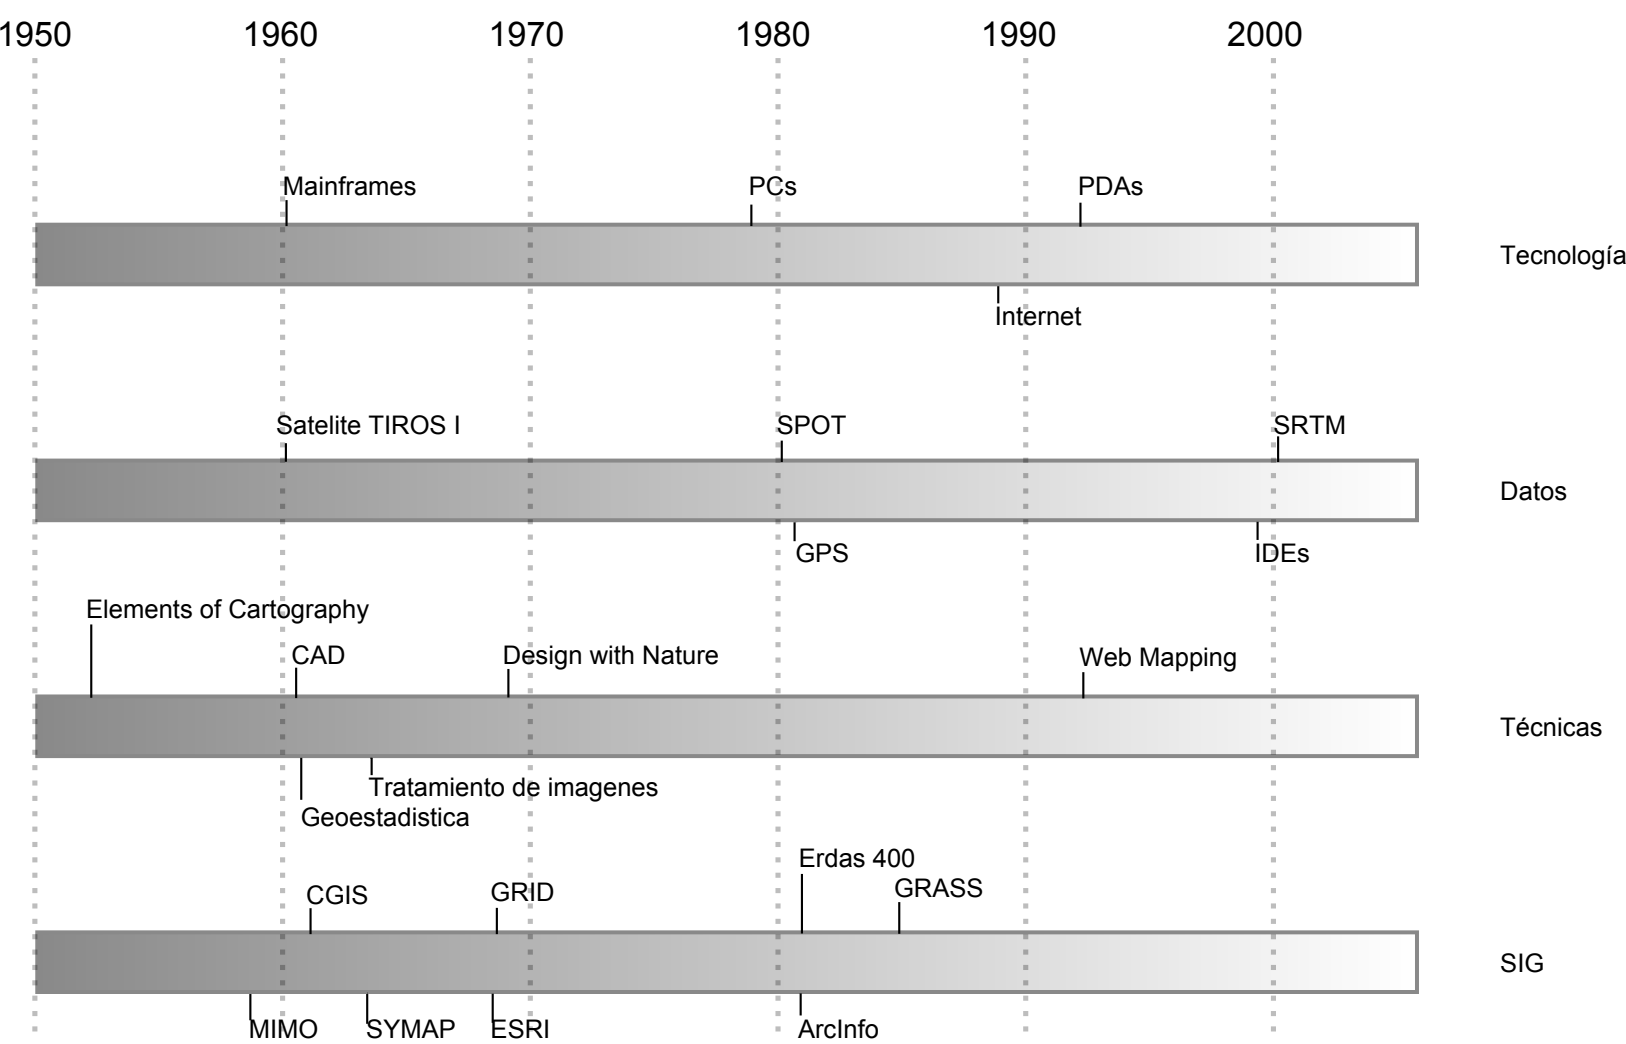 1950 1960 1970 1980 1990 2000
Mainframes PCs PDAs
Tecnología
Internet
Satelite TIROS I SPOT SRTM
Datos
GPS IDEs
Elements of Cartography
CAD Design with Nature Web Mapping
Técnicas
Tratamiento de imagenes
Geoestadistica
Erdas 400
CGIS GRID GRASS
SIG
MIMO SYMAP ESRI ArcInfo